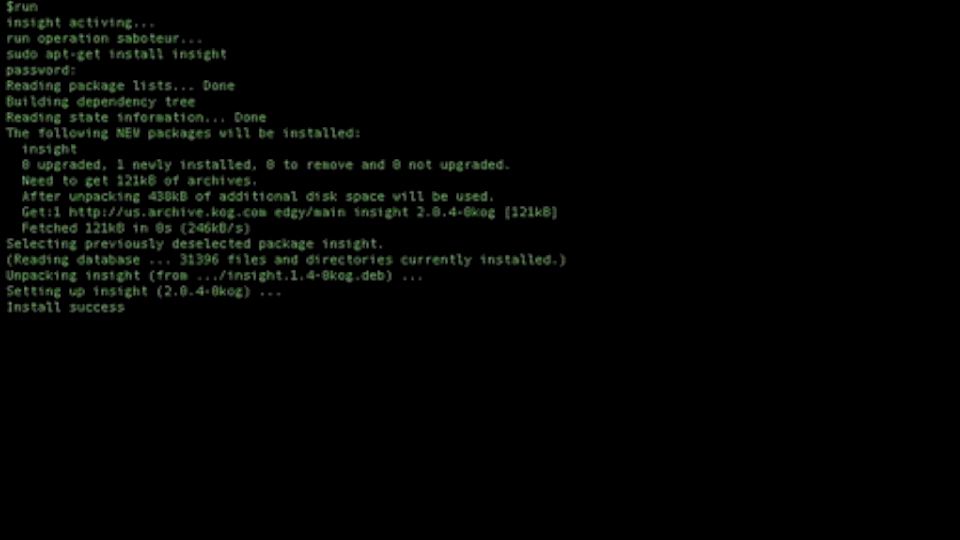 $run
insight activing...
run operation saboteur...
sudo apt-get install insight
password:
Reading package lists... Done
Building dependency tree
Reading state information... Done
The following NEW packages will be installed:
insight
0 upgraded, 1 newly installed, 0 to remove and 0 not upgraded.
Need to get 121kB of archives.
After unpacking 438kB of additional disk space will be used.
Get:1 http://us.archive.kog.com edgy/main insight 2.0.4-0kog [121kB]
Fetched 121kB in 0s (246kB/s)
Selecting previously deselected package insight.
(Reading database ... 31396 files and directories currently installed.)
Unpacking insight (from .../insight.1.4-0kog.deb) ...
Setting up insight (2.0.4-0kog) ...
Install success